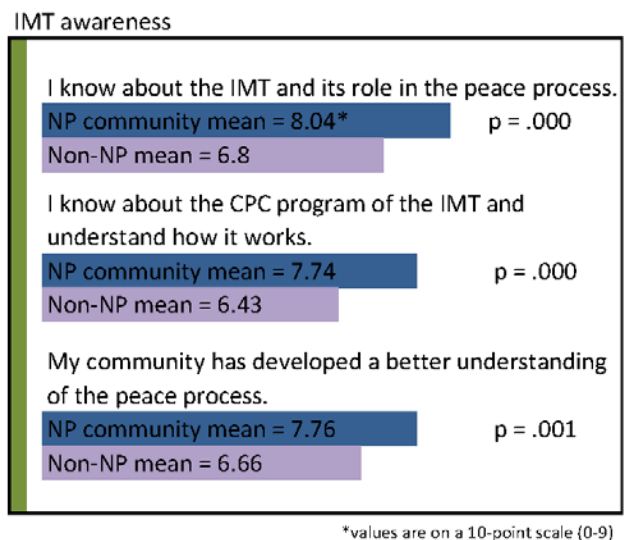 IMT awareness
I know about the IMT and its role in the peace process.
NP community mean = 8.04* p = .000
Non-NP mean = 6.8
I know about the CPC program of the IMT and
understand how it works.
NP community mean = 7.74 p = .000
Non-NP mean = 6.43
My community has developed a better understanding
of the peace process.
NP community mean = 7.76 p = .001
Non-NP mean = 6.66
*values are on a 10-point scale (0-9)